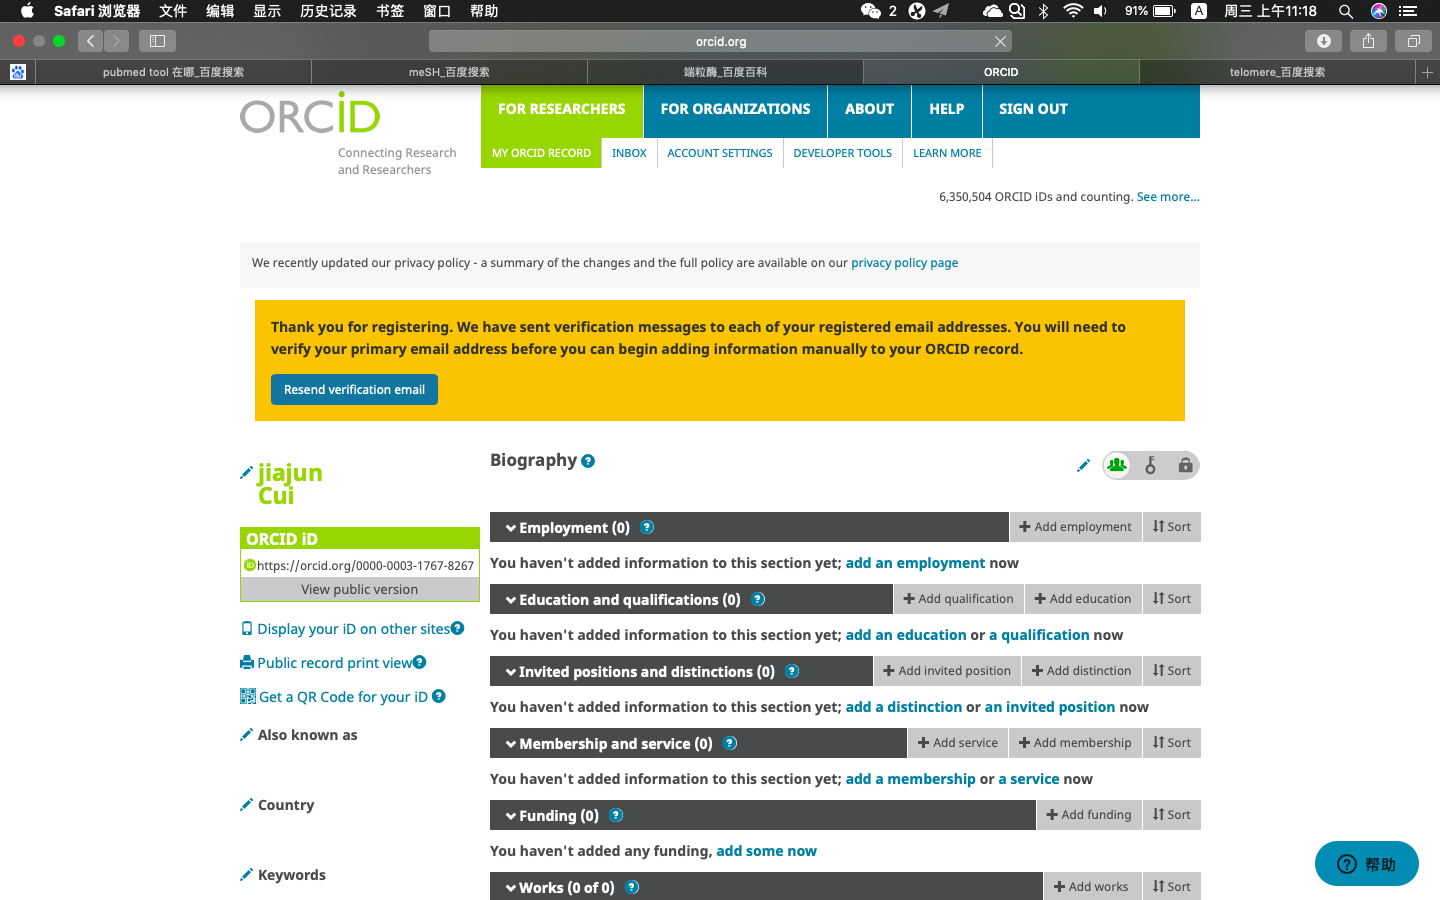 Safari 浏览器 文件 编辑 显示 历史记录 书签 窗口 帮助 2 91% A 周三 上午11:18
orcid.org
pubmed tool 在哪_百度搜索 meSH_百度搜索 端粒酶_百度百科 ORCID telomere_百度搜索
ORCiD
Connecting Research
and Researchers
FOR RESEARCHERS FOR ORGANIZATIONS ABOUT HELP SIGN OUT
MY ORCID RECORD INBOX ACCOUNT SETTINGS DEVELOPER TOOLS LEARN MORE
6,350,504 ORCID iDs and counting. See more...
We recently updated our privacy policy - a summary of the changes and the full policy are available on our privacy policy page
Thank you for registering. We have sent verification messages to each of your registered email addresses. You will need to
verify your primary email address before you can begin adding information manually to your ORCID record.
Resend verification email
jiajun
Cui
ORCID iD
iD https://orcid.org/0000-0003-1767-8267
View public version
Display your iD on other sites ?
Public record print view ?
Get a QR Code for your iD ?
Also known as
Country
Keywords
Biography ?
Employment (0) ? Add employment Sort
You haven't added information to this section yet; add an employment now
Education and qualifications (0) ? Add qualification Add education Sort
You haven't added information to this section yet; add an education or a qualification now
Invited positions and distinctions (0) ? Add invited position Add distinction Sort
You haven't added information to this section yet; add a distinction or an invited position now
Membership and service (0) ? Add service Add membership Sort
You haven't added information to this section yet; add a membership or a service now
Funding (0) ? Add funding Sort
You haven't added any funding, add some now
Works (0 of 0) ? Add works Sort
? 帮助